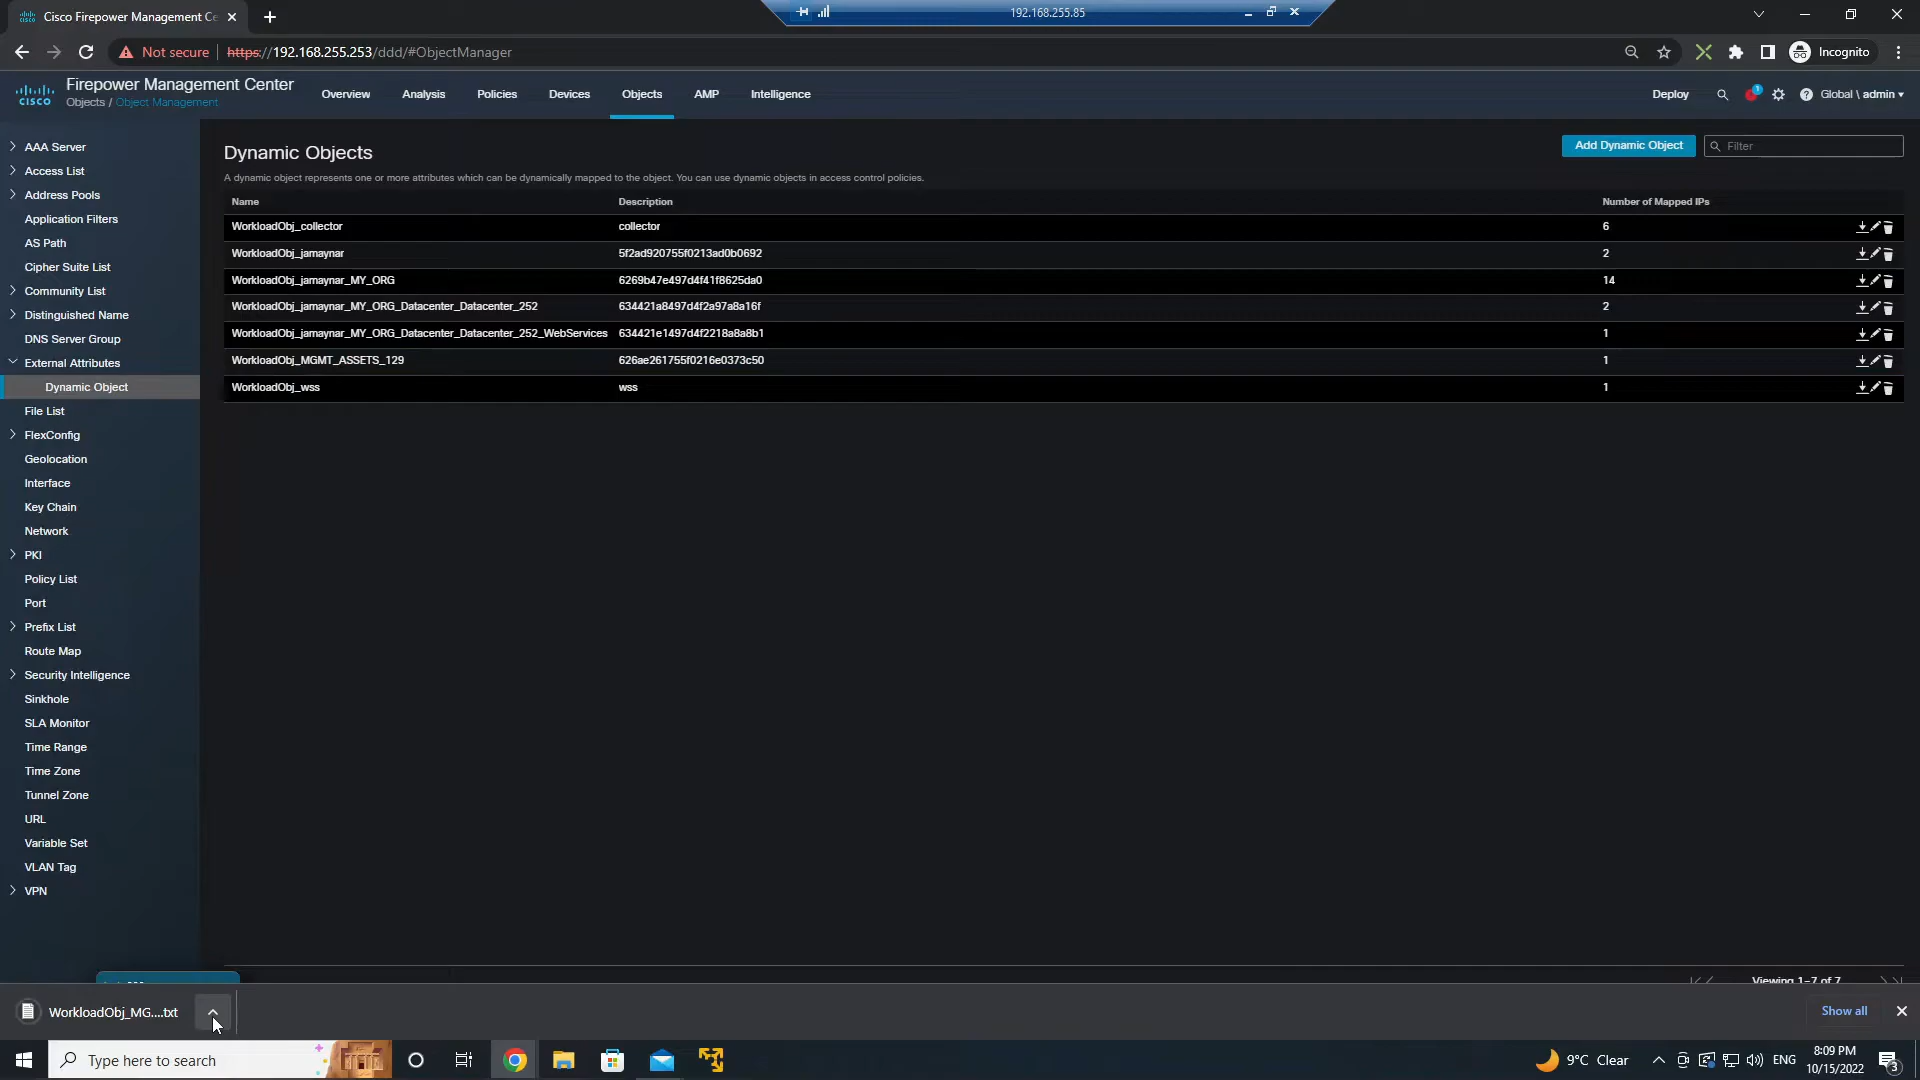 Cisco Firepower Management Ce
192.168.255.85
Not secure
https://192.168.255.253/ddd/#ObjectManager
Incognito
CISCO
Firepower Management Center
Objects / Object Management
Overview
Analysis
Policies
Devices
Objects
AMP
Intelligence
Deploy
1
Global \ admin
AAA Server
Access List
Address Pools
Application Filters
AS Path
Cipher Suite List
Community List
Distinguished Name
DNS Server Group
External Attributes
Dynamic Object
File List
FlexConfig
Geolocation
Interface
Key Chain
Network
PKI
Policy List
Port
Prefix List
Route Map
Security Intelligence
Sinkhole
SLA Monitor
Time Range
Time Zone
Tunnel Zone
URL
Variable Set
VLAN Tag
VPN
Dynamic Objects
Add Dynamic Object
Filter
A dynamic object represents one or more attributes which can be dynamically mapped to the object. You can use dynamic objects in access control policies.
Name Description Number of Mapped IPs
WorkloadObj_collector collector 6
WorkloadObj_jamaynar 5f2ad920755f0213ad0b0692 2
WorkloadObj_jamaynar_MY_ORG 6269b47e497d4f41f8625da0 14
WorkloadObj_jamaynar_MY_ORG_Datacenter_Datacenter_252 634421a8497d4f2a97a8a16f 2
WorkloadObj_jamaynar_MY_ORG_Datacenter_Datacenter_252_WebServices 634421e1497d4f2218a8a8b1 1
WorkloadObj_MGMT_ASSETS_129 626ae261755f0216e0373c50 1
WorkloadObj_wss wss 1
Viewing 1-7 of 7
WorkloadObj_MG....txt
Show all
Type here to search
9°C Clear
ENG
8:09 PM
10/15/2022
3